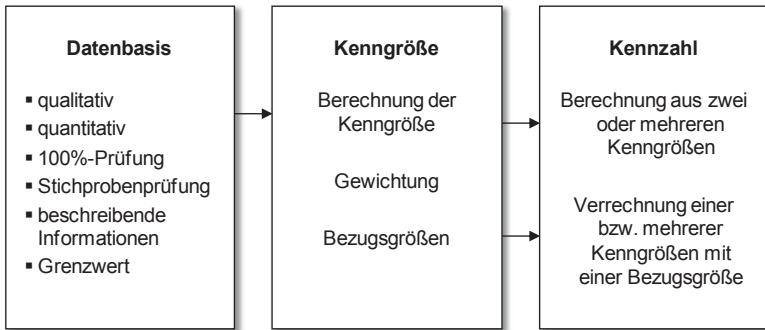 Datenbasis
▪ qualitativ
▪ quantitativ
▪ 100%-Prüfung
▪ Stichprobenprüfung
▪ beschreibende
Informationen
▪ Grenzwert
Kenngröße
Berechnung der
Kenngröße
Gewichtung
Bezugsgrößen
Kennzahl
Berechnung aus zwei
oder mehreren
Kenngrößen
Verrechnung einer
bzw. mehrerer
Kenngrößen mit
einer Bezugsgröße